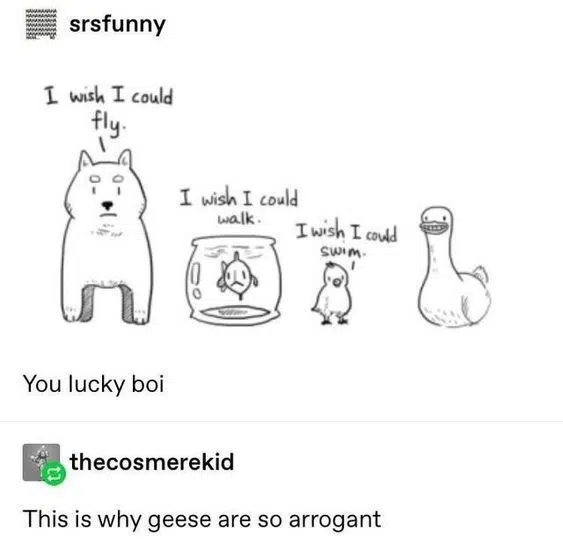 srsfunny
I wish I could
fly.
I wish I could
walk.
I wish I could
swim.
You lucky boi
thecosmerekid
This is why geese are so arrogant